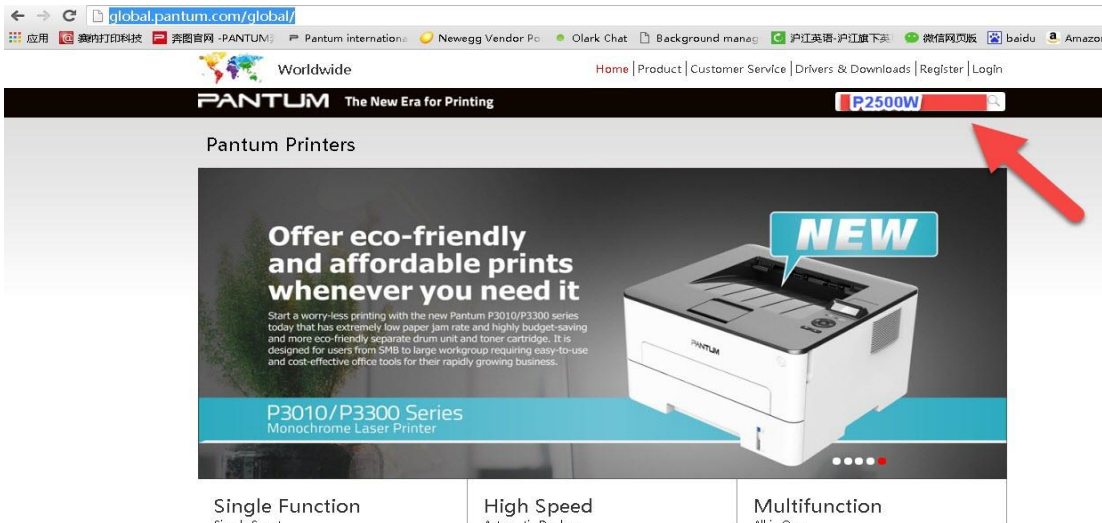 global.pantum.com/global/
应用 赛纳打印科技 奔图官网 -PANTUM Pantum internationa Newegg Vendor Po Olark Chat Background manag 沪江英语-沪江旗下英 微信网页版 baidu Amazon
Worldwide Home | Product | Customer Service | Drivers & Downloads | Register | Login
PANTUM The New Era for Printing P2500W
Pantum Printers
NEW
Offer eco-friendly
and affordable prints
whenever you need it
Start a worry-less printing with the new Pantum P3010/P3300 series
today that has extremely low paper jam rate and highly budget-saving
and more eco-friendly separate drum unit and toner cartridge. It is
designed for users from SMB to large workgroup requiring easy-to-use
and cost-effective office tools for their rapidly growing business.
PANTUM
P3010/P3300 Series
Monochrome Laser Printer
Single Function High Speed Multifunction